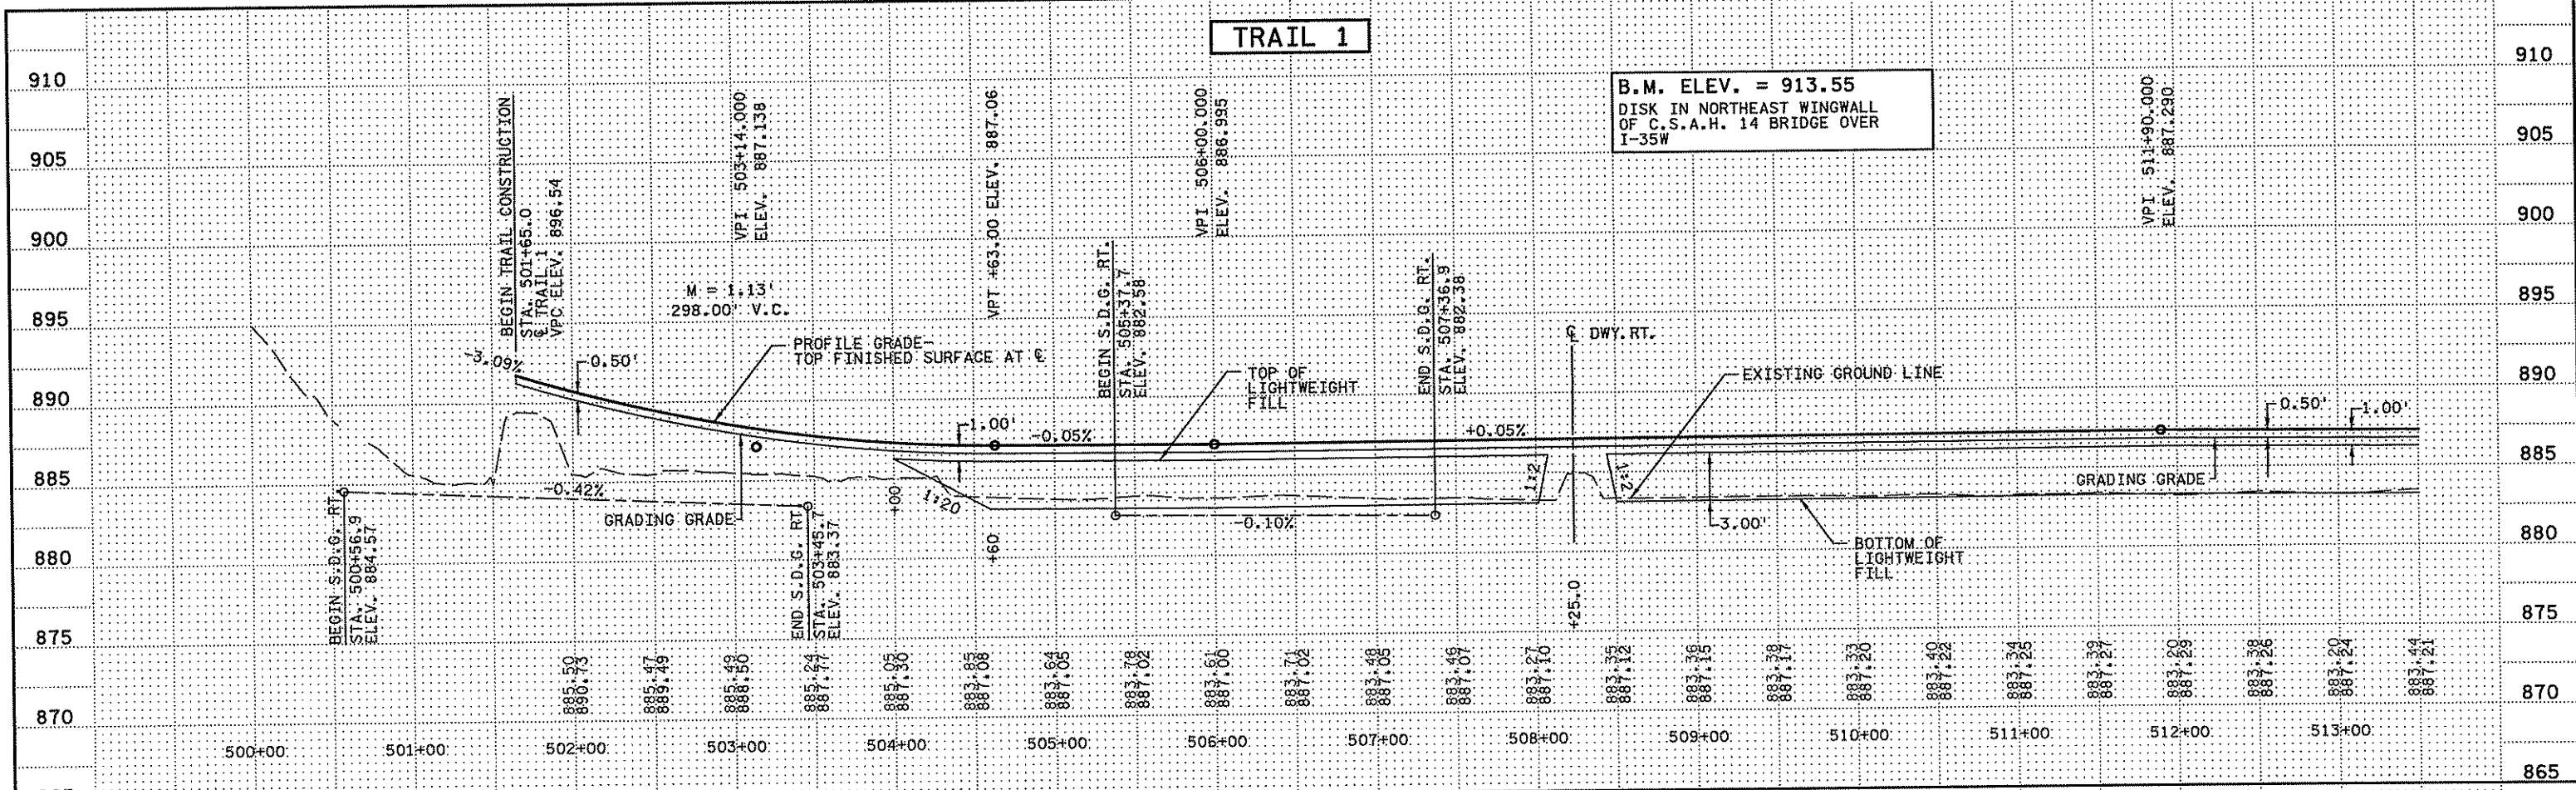 TRAIL 1
B.M. ELEV. = 913.55
DISK IN NORTHEAST WINGWALL
OF C.S.A.H. 14 BRIDGE OVER
I-35W
910
905
900
895
890
885
880
875
870
910
905
900
895
890
885
880
875
870
865
BEGIN TRAIL CONSTRUCTION
STA. 501+65.0
℄ TRAIL 1
VPC ELEV. 896.54
VPI 503+14.000
ELEV. 887.138
VPT +63.00 ELEV. 887.06
VPI 506+00.000
ELEV. 886.995
VPI 511+90.000
ELEV. 887.290
M = 1.13'
298.00' V.C.
-3.09%
0.50'
PROFILE GRADE-
TOP FINISHED SURFACE AT ℄
BEGIN S.D.G. RT.
STA. 505+37.7
ELEV. 882.58
END S.D.G. RT.
STA. 507+36.9
ELEV. 882.38
℄ DWY.RT.
TOP OF
LIGHTWEIGHT
FILL
EXISTING GROUND LINE
1.00'
-0.05%
+0.05%
0.50'
1.00'
-0.42%
GRADING GRADE
+00
1:20
1:2
1:2
GRADING GRADE
-0.10%
3.00'
+60
BOTTOM OF
LIGHTWEIGHT
FILL
+25.0
BEGIN S.D.G. RT
STA. 500+56.9
ELEV. 884.57
END S.D.G. RT
STA. 503+45.7
ELEV. 883.37
885.50
890.73
885.47
889.49
885.49
888.50
885.24
887.77
885.05
887.30
883.85
887.08
883.64
887.05
883.78
887.02
883.61
887.00
883.71
887.02
883.48
887.05
883.46
887.07
883.27
887.10
883.35
887.12
883.36
887.15
883.38
887.17
883.33
887.20
883.40
887.22
883.34
887.25
883.39
887.27
883.20
887.29
883.38
887.26
883.20
887.24
883.44
887.21
500+00
501+00
502+00
503+00
504+00
505+00
506+00
507+00
508+00
509+00
510+00
511+00
512+00
513+00